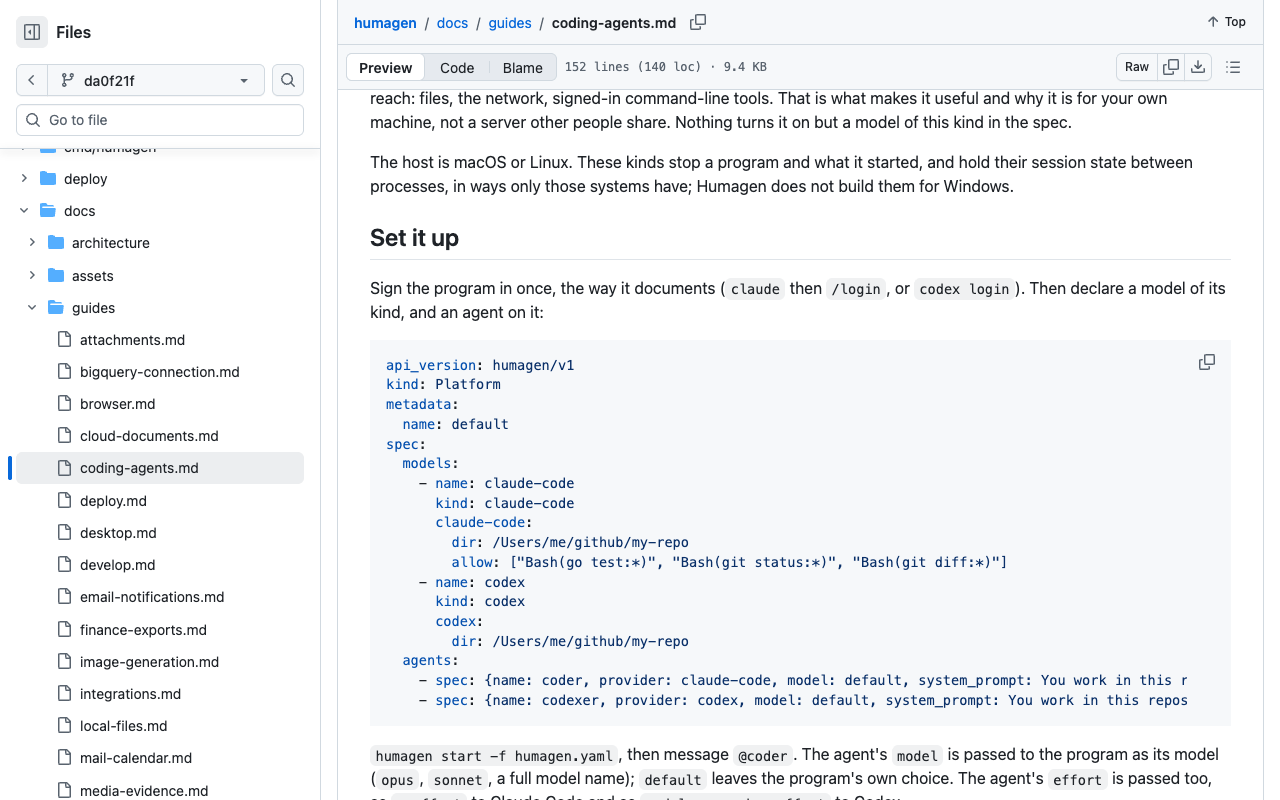 Files
da0f21f
Go to file
cmd/humagen
deploy
docs
architecture
assets
guides
attachments.md
bigquery-connection.md
browser.md
cloud-documents.md
coding-agents.md
deploy.md
desktop.md
develop.md
email-notifications.md
finance-exports.md
image-generation.md
integrations.md
local-files.md
mail-calendar.md
media-evidence.md
humagen / docs / guides / coding-agents.md
Top
Preview Code Blame 152 lines (140 loc) · 9.4 KB
Raw
reach: files, the network, signed-in command-line tools. That is what makes it useful and why it is for your own
machine, not a server other people share. Nothing turns it on but a model of this kind in the spec.
The host is macOS or Linux. These kinds stop a program and what it started, and hold their session state between
processes, in ways only those systems have; Humagen does not build them for Windows.
Set it up
Sign the program in once, the way it documents ( claude then /login , or codex login ). Then declare a model of its
kind, and an agent on it:
api_version: humagen/v1
kind: Platform
metadata:
  name: default
spec:
  models:
    - name: claude-code
      kind: claude-code
      claude-code:
        dir: /Users/me/github/my-repo
        allow: ["Bash(go test:*)", "Bash(git status:*)", "Bash(git diff:*)"]
    - name: codex
      kind: codex
      codex:
        dir: /Users/me/github/my-repo
  agents:
    - spec: {name: coder, provider: claude-code, model: default, system_prompt: You work in this r
    - spec: {name: codexer, provider: codex, model: default, system_prompt: You work in this repos
humagen start -f humagen.yaml , then message @coder . The agent's model is passed to the program as its model
( opus , sonnet , a full model name); default leaves the program's own choice. The agent's effort is passed too,
to Claude Code and as
to Codex